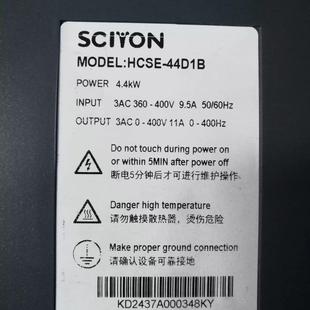 SCIYON
MODEL:HCSE-44D1B
POWER 4.4kW
INPUT 3AC 360-400V 9.5A 50/60Hz
OUTPUT 3AC 0-400V 11A 0-400Hz
Do not touch during power on
or within 5MIN after power off
断电5分钟后才可进行维护操作
Danger high temperature
请勿触摸散热器，烫伤危险
Make proper ground connection
请确认设备可靠接地
KD2437A000348KY